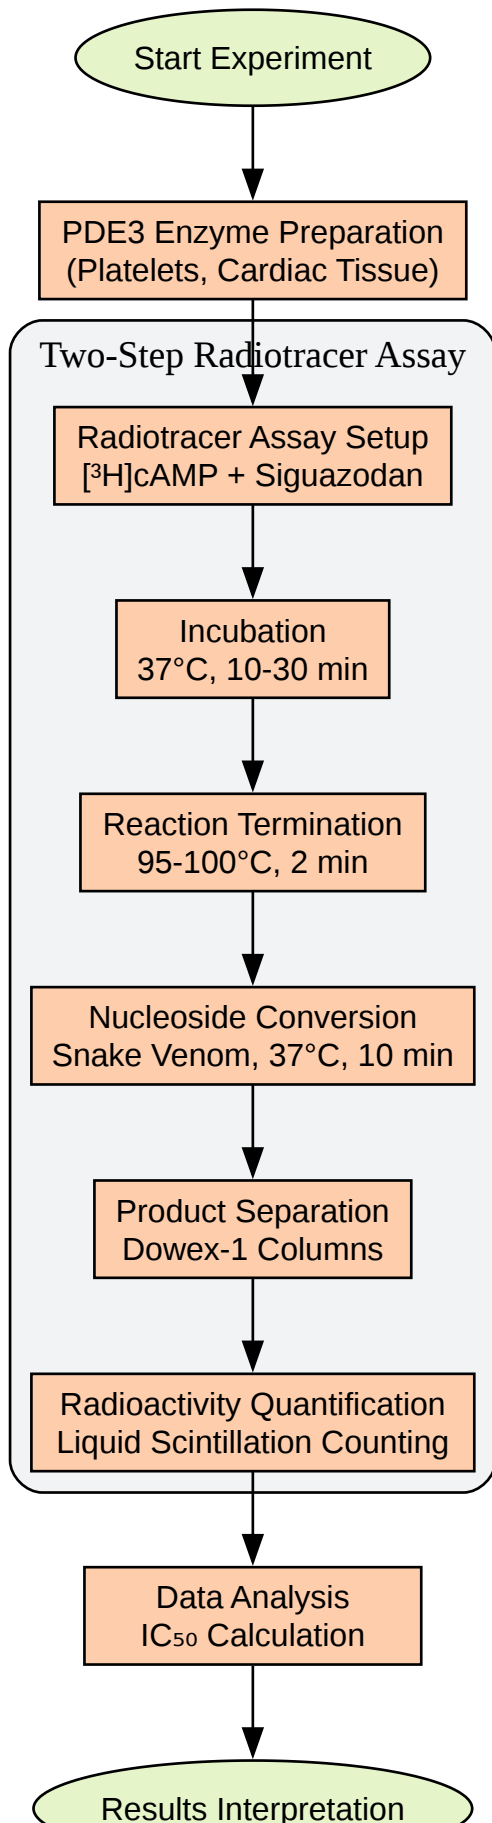 Start Experiment
PDE3 Enzyme Preparation
(Platelets, Cardiac Tissue)
Two-Step Radiotracer Assay
Radiotracer Assay Setup
[³H]cAMP + Siguazodan
Incubation
37°C, 10-30 min
Reaction Termination
95-100°C, 2 min
Nucleoside Conversion
Snake Venom, 37°C, 10 min
Product Separation
Dowex-1 Columns
Radioactivity Quantification
Liquid Scintillation Counting
Data Analysis
IC₅₀ Calculation
Results Interpretation